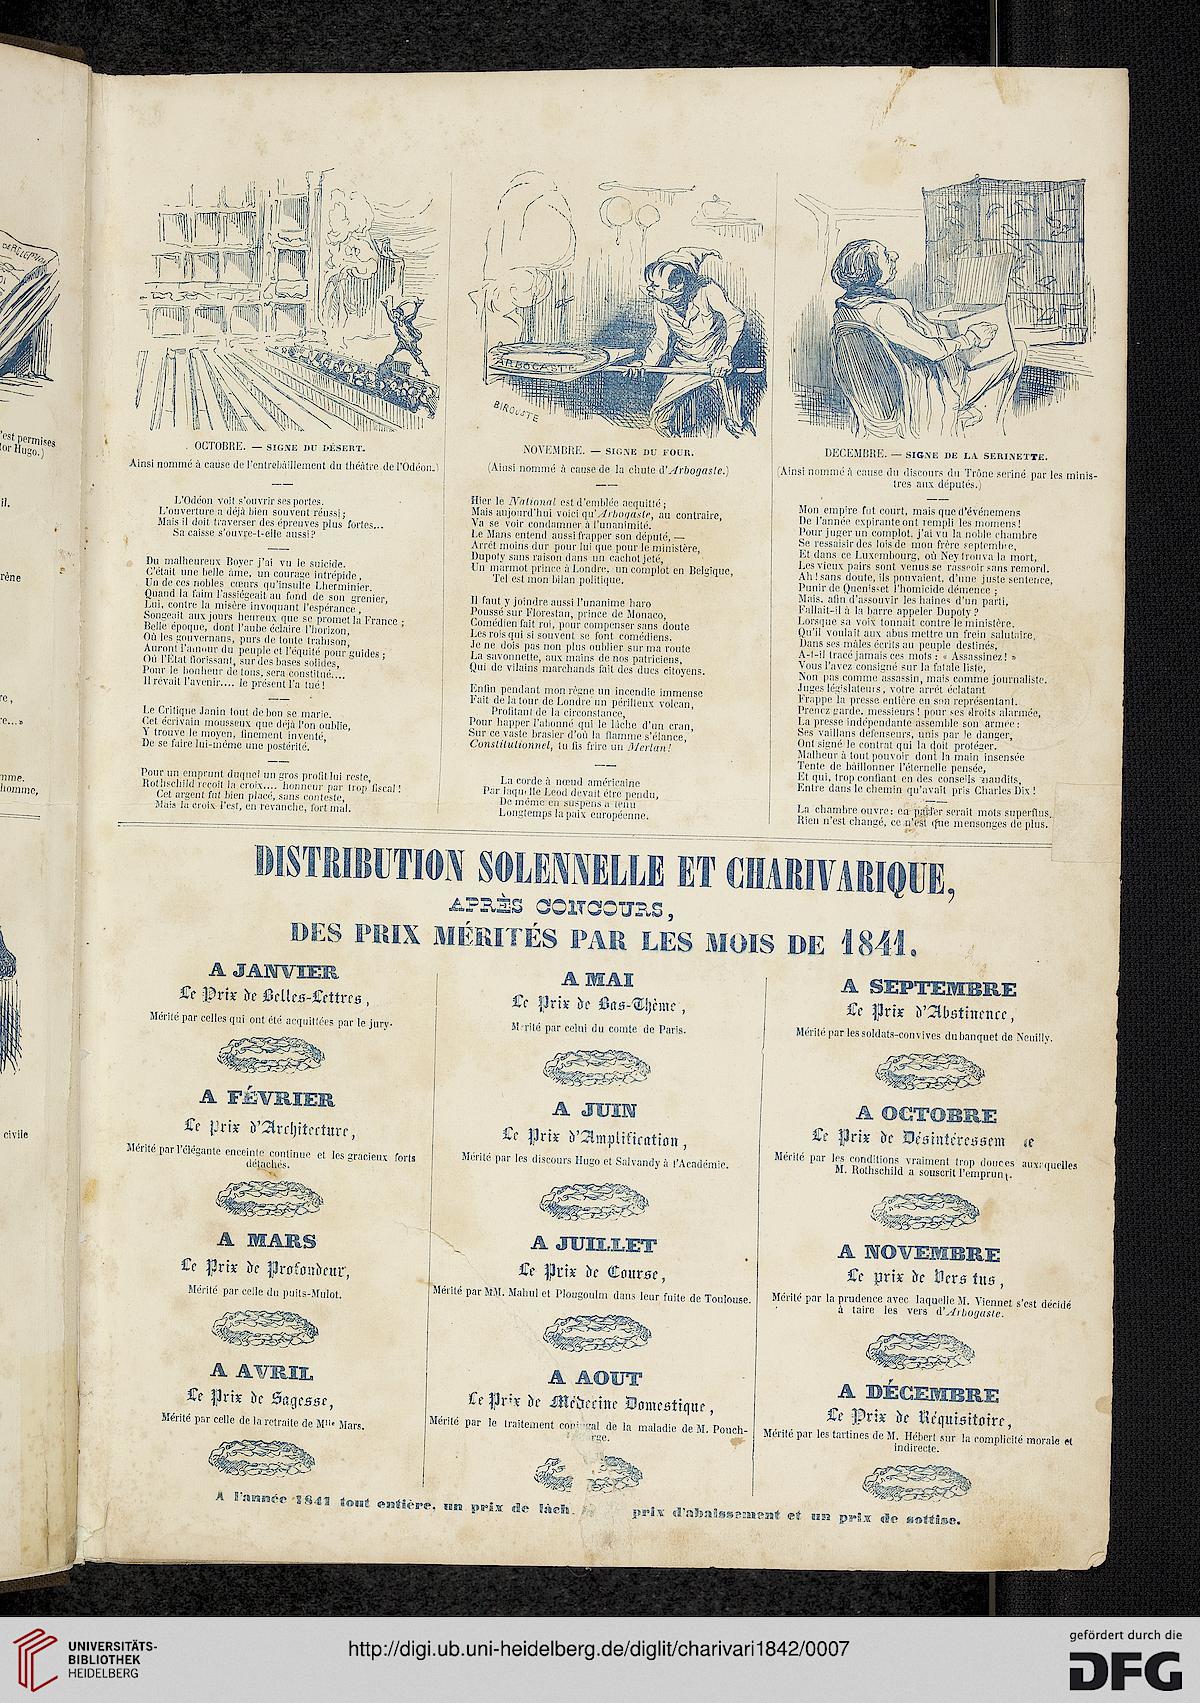 DE RÉCEPTION
'est permises
tor Hugo.)
il.
rène
re,
re...»
mme.
homme,
civile
OCTOBRE. — SIGNE DU DÉSERT.
Ainsi nommé à cause de l'entrebâillement du théâtre de l'Odéon.)
L'Odéon voit s'ouvrir ses portes.
L'ouverture a déjà bien souvent réussi;
Mais il doit traverser des épreuves plus fortes...
Sa caisse s'ouvre-t-elle aussi?
Du malheureux Boyer j'ai vu le suicide.
C'était une belle âme, un courage intrépide,
Un de ces nobles cœurs qu'insulte Lherminier.
Quand la faim l'assiégeait au fond de son grenier,
Lui, contre la misère invoquant l'espérance,
Songeait aux jours heureux que se promet la France;
Belle époque, dont l'aube éclaire l'horizon,
Où les gouvernans, purs de toute trahison,
Auront l'amour du peuple et l'équité pour guides;
Où l'Etat florissant, sur des bases solides,
Pour le bonheur de tous, sera constitué....
Il rêvait l'avenir.... le présent l'a tué!
Le Critique Janin tout de bon se marie.
Cet écrivain mousseux que déjà l'on oublie,
Y trouve le moyen, finement inventé,
De se faire lui-même une postérité.
Pour un emprunt duquel un gros profit lui reste,
Rothschild reçoit la croix.... honneur par trop fiscal!
Cet argent fut bien placé, sans conteste,
Mais la croix l'est, en revanche, fort mal.
ARBOGASTE
BIROUSTE
NOVEMBRE. — SIGNE DU FOUR.
(Ainsi nommé à cause de la chute d'Arbogaste.)
Hier le National est d'emblée acquitté;
Mais aujourd'hui voici qu'Arbogaste, au contraire,
Va se voir condamner à l'unanimité.
Le Mans entend aussi frapper son député, —
Arrêt moins dur pour lui que pour le ministère,
Dupoty sans raison dans un cachot jeté,
Un marmot prince à Londre, un complot en Belgique,
Tel est mon bilan politique.
Il faut y joindre aussi l'unanime haro
Poussé sur Florestan, prince de Monaco,
Comédien fait roi, pour compenser sans doute
Les rois qui si souvent se font comédiens.
Je ne dois pas non plus oublier sur ma route
La savonnette, aux mains de nos patriciens,
Qui de vilains marchands fait des ducs citoyens.
Enfin pendant mon règne un incendie immense
Fait de la tour de Londre un périlleux volcan,
Profitant de la circonstance,
Pour happer l'abonné qui le lâche d'un cran,
Sur ce vaste brasier d'où la flamme s'élance,
Constitutionnel, tu fis frire un Merlan!
La corde à nœud américaine
Par laquelle Leod devait être pendu,
De même en suspens a tenu
Longtemps la paix européenne.
DÉCEMBRE. — SIGNE DE LA SERINETTE.
(Ainsi nommé à cause du discours du Trône seriné par les minis-
tres aux députés.)
Mon empire fut court, mais que d'événemens
De l'année expirante ont rempli les momens!
Pour juger un complot, j'ai vu la noble chambre
Se ressaisir des lois de mon frère septembre,
Et dans ce Luxembourg, où Ney trouva la mort,
Les vieux pairs sont venus se rasseoir sans remord.
Ah! sans doute, ils pouvaient, d'une juste sentence,
Punir de Quenisset l'homicide démence;
Mais, afin d'assouvir les haines d'un parti,
Fallait-il à la barre appeler Dupoty?
Lorsque sa voix tonnait contre le ministère,
Qu'il voulait aux abus mettre un frein salutaire,
Dans ses mâles écrits au peuple destinés,
A-t-il tracé jamais ces mots: « Assassinez! »
Vous l'avez consigné sur la fatale liste,
Non pas comme assassin, mais comme journaliste.
Juges législateurs, votre arrêt éclatant
Frappe la presse entière en son représentant.
Prenez garde, messieurs! pour ses droits alarmée,
La presse indépendante assemble son armée:
Ses vaillans défenseurs, unis par le danger,
Ont signé le contrat qui la doit protéger.
Malheur à tout pouvoir dont la main insensée
Tente de bâillonner l'éternelle pensée,
Et qui, trop confiant en des conseils maudits,
Entre dans le chemin qu'avait pris Charles Dix!
La chambre ouvre: en parler serait mots superflus.
Rien n'est changé, ce n'est que mensonges de plus.
DISTRIBUTION SOLENNELLE ET CHARIVARIQUE,
APRÈS CONCOURS,
DES PRIX MÉRITÉS PAR LES MOIS DE 1841.
A JANVIER
Le Prix de Belles-Lettres,
Mérité par celles qui ont été acquittées par le jury.
A FÉVRIER
Le Prix d'Architecture,
Mérité par l'élégante enceinte continue et les gracieux forts
détachés.
A MARS
Le Prix de Profondeur,
Mérité par celle du puits-Mulot.
A AVRIL
Le Prix de Sagesse,
Mérité par celle de la retraite de Mlle Mars.
A MAI
Le Prix de Bas-Thème,
Mérité par celui du comte de Paris.
A JUIN
Le Prix d'Amplification,
Mérité par les discours Hugo et Salvandy à l'Académie.
A JUILLET
Le Prix de Course,
Mérité par MM. Mahul et Plougoulm dans leur fuite de Toulouse.
A AOUT
Le Prix de Médecine Domestique,
Mérité par le traitement conjugal de la maladie de M. Pouch-
rge.
A SEPTEMBRE
Le Prix d'Abstinence,
Mérité par les soldats-convives du banquet de Neuilly.
A OCTOBRE
Le Prix de Désintéressem
Mérité par les conditions vraiment trop douces auxquelles
M. Rothschild a souscrit l'emprunt.
A NOVEMBRE
Le prix de Vers tus,
Mérité par la prudence avec laquelle M. Viennet s'est décidé
à taire les vers d'Arbogaste.
A DÉCEMBRE
Le Prix de Réquisitoire,
Mérité par les tartines de M. Hébert sur la complicité morale et
indirecte.
A l'année 1841 tout entière, un prix de lâch. prix d'abaissement et un prix de sottise.
UNIVERSITÄTS-
BIBLIOTHEK
HEIDELBERG
http://digi.ub.uni-heidelberg.de/diglit/charivari1842/0007
gefördert durch die
DFG